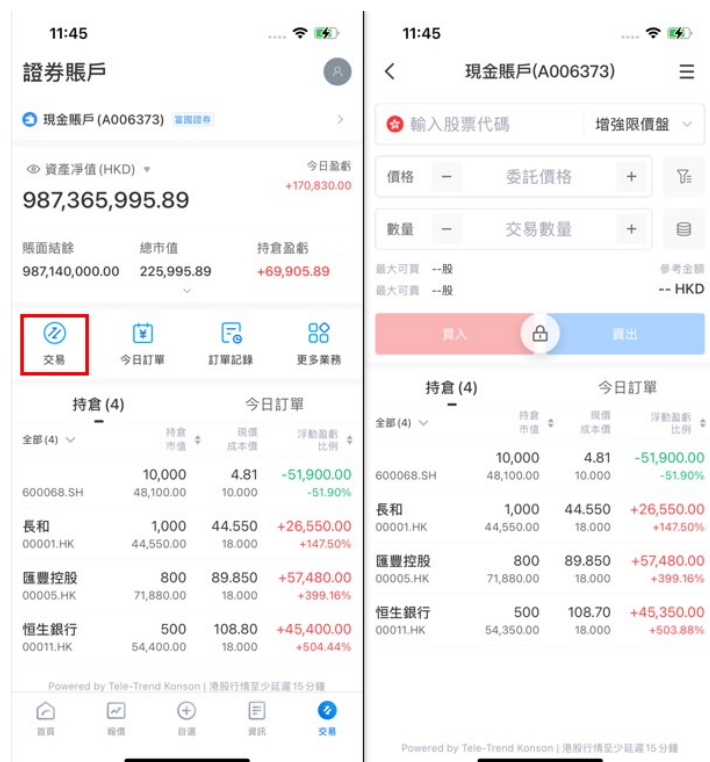 11:45
證券賬戶
現金賬戶 (A006373) 富國證券
資產淨值 (HKD)
今日盈虧
987,365,995.89
+170,830.00
賬面結餘 總市值 持倉盈虧
987,140,000.00 225,995.89 +69,905.89
交易 今日訂單 訂單記錄 更多業務
持倉 (4) 今日訂單
全部 (4) 持倉 現價 浮動盈虧
市值 成本價 比例
10,000 4.81 -51,900.00
600068.SH 48,100.00 10.000 -51.90%
長和 1,000 44.550 +26,550.00
00001.HK 44,550.00 18.000 +147.50%
匯豐控股 800 89.850 +57,480.00
00005.HK 71,880.00 18.000 +399.16%
恒生銀行 500 108.80 +45,400.00
00011.HK 54,400.00 18.000 +504.44%
Powered by Tele-Trend Konson | 港股行情至少延遲15分鐘
首頁 報價 自選 資訊 交易
11:45
現金賬戶(A006373)
輸入股票代碼 增強限價盤
價格 − 委託價格 +
數量 − 交易數量 +
最大可買 --股 參考金額
最大可賣 --股 -- HKD
買入 賣出
持倉 (4) 今日訂單
全部 (4) 持倉 現價 浮動盈虧
市值 成本價 比例
10,000 4.81 -51,900.00
600068.SH 48,100.00 10.000 -51.90%
長和 1,000 44.550 +26,550.00
00001.HK 44,550.00 18.000 +147.50%
匯豐控股 800 89.850 +57,480.00
00005.HK 71,880.00 18.000 +399.16%
恒生銀行 500 108.70 +45,350.00
00011.HK 54,350.00 18.000 +503.88%
Powered by Tele-Trend Konson | 港股行情至少延遲15分鐘